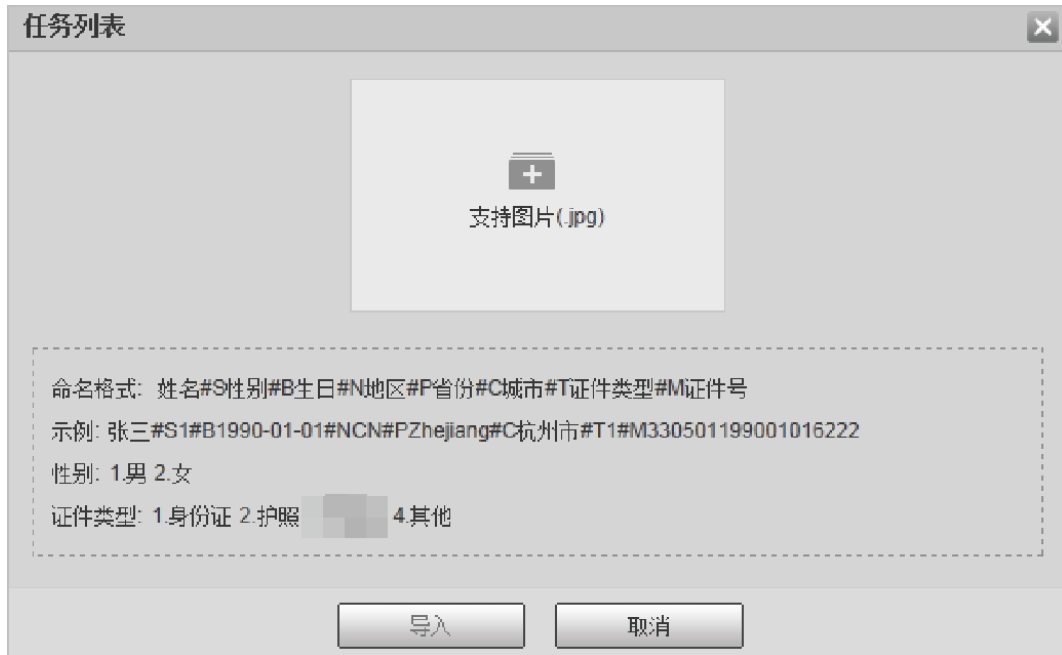 任务列表
支持图片(.jpg)
命名格式: 姓名#S性别#B生日#N地区#P省份#C城市#T证件类型#M证件号
示例: 张三#S1#B1990-01-01#NCN#PZhejiang#C杭州市#T1#M330501199001016222
性别: 1.男 2.女
证件类型: 1.身份证 2.护照 4.其他
导入
取消